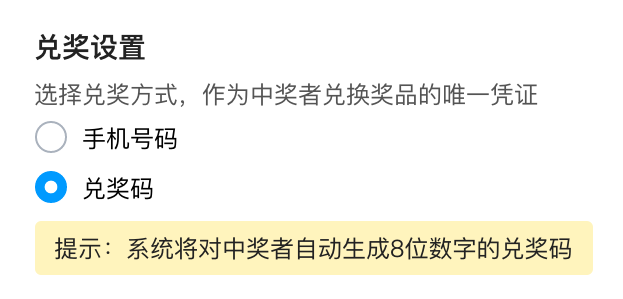 兑奖设置
选择兑奖方式，作为中奖者兑换奖品的唯一凭证
手机号码
兑奖码
提示：系统将对中奖者自动生成8位数字的兑奖码